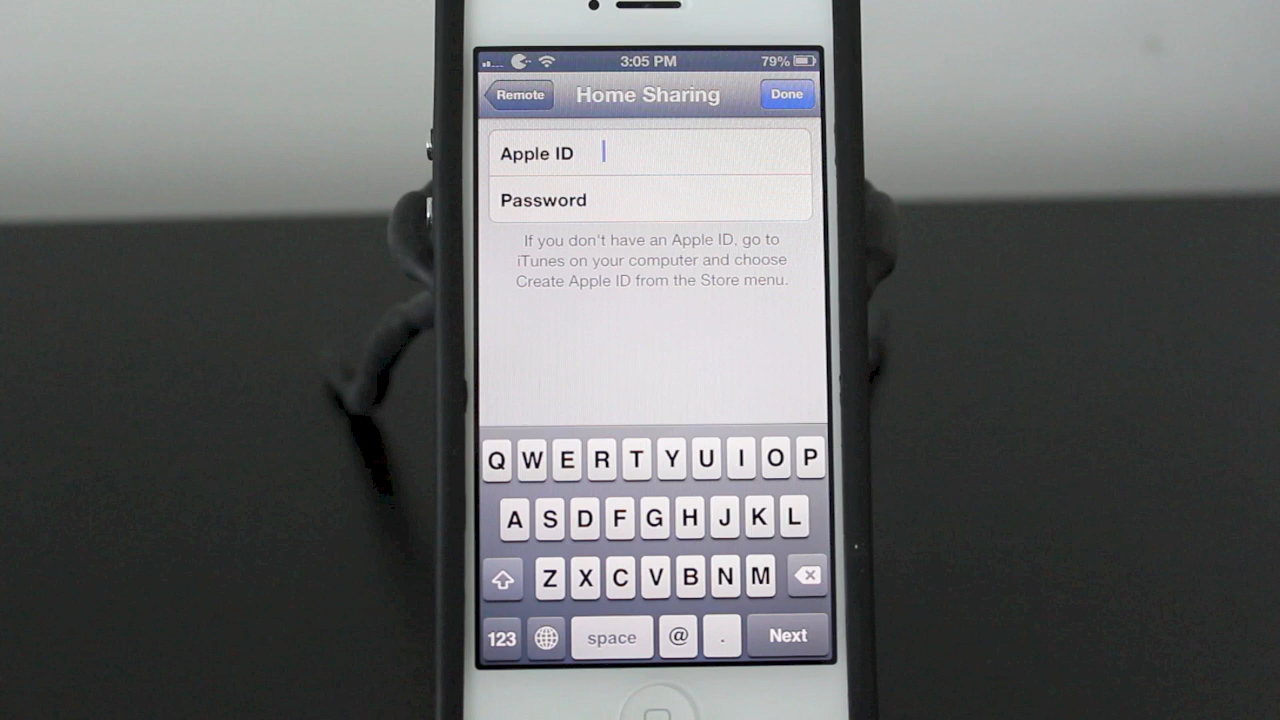 3:05 PM 79%
Remote Home Sharing Done
Apple ID
Password
If you don't have an Apple ID, go to
iTunes on your computer and choose
Create Apple ID from the Store menu.
Q W E R T Y U I O P
A S D F G H J K L
Z X C V B N M
123 space @ . Next